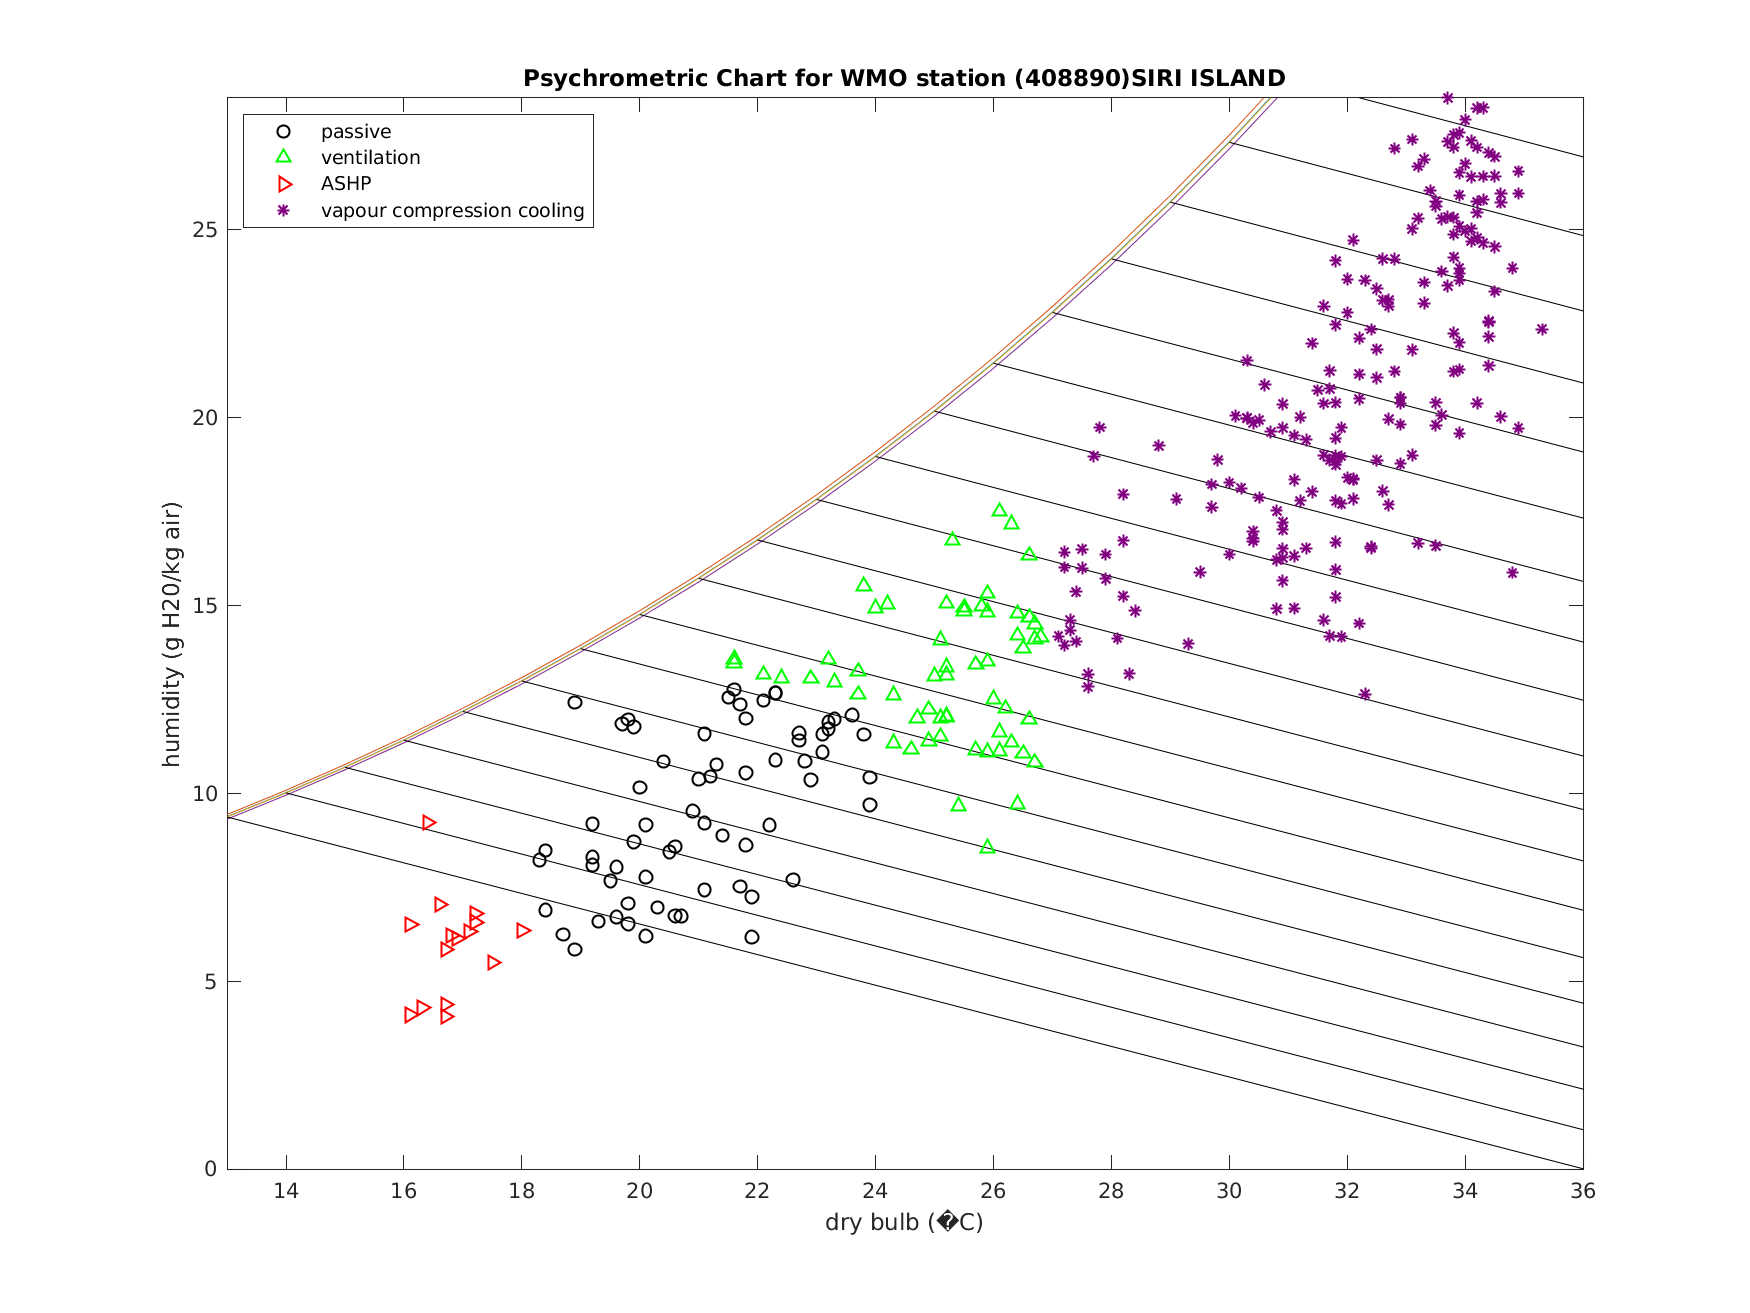 Psychrometric Chart for WMO station (408890)SIRI ISLAND
passive
ventilation
ASHP
vapour compression cooling
humidity (g H20/kg air)
25
20
15
10
5
0
14 16 18 20 22 24 26 28 30 32 34 36
dry bulb (�C)